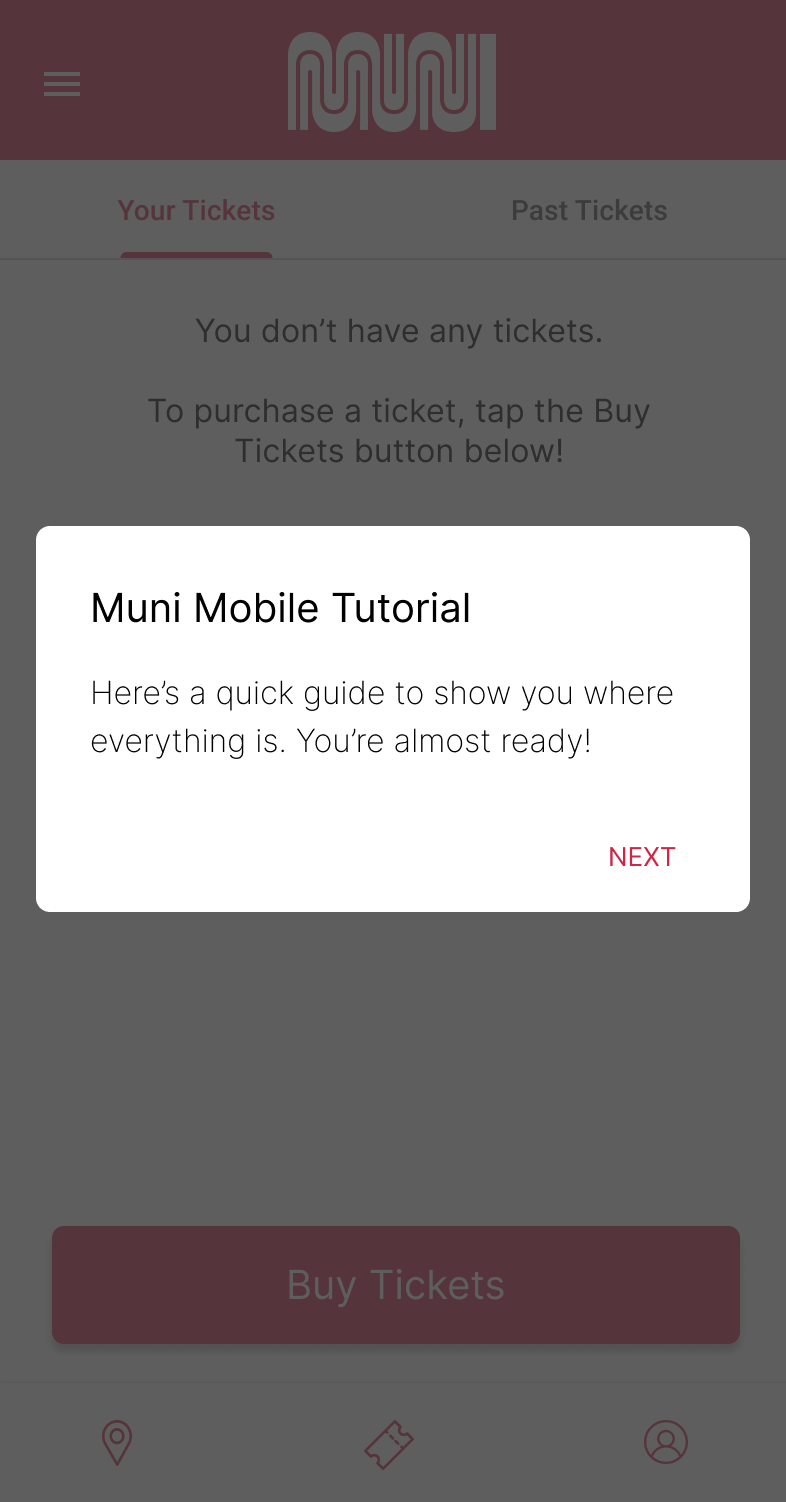 MUNI
Your Tickets
Past Tickets
You don’t have any tickets.
To purchase a ticket, tap the Buy
Tickets button below!
Muni Mobile Tutorial
Here’s a quick guide to show you where
everything is. You’re almost ready!
NEXT
Buy Tickets